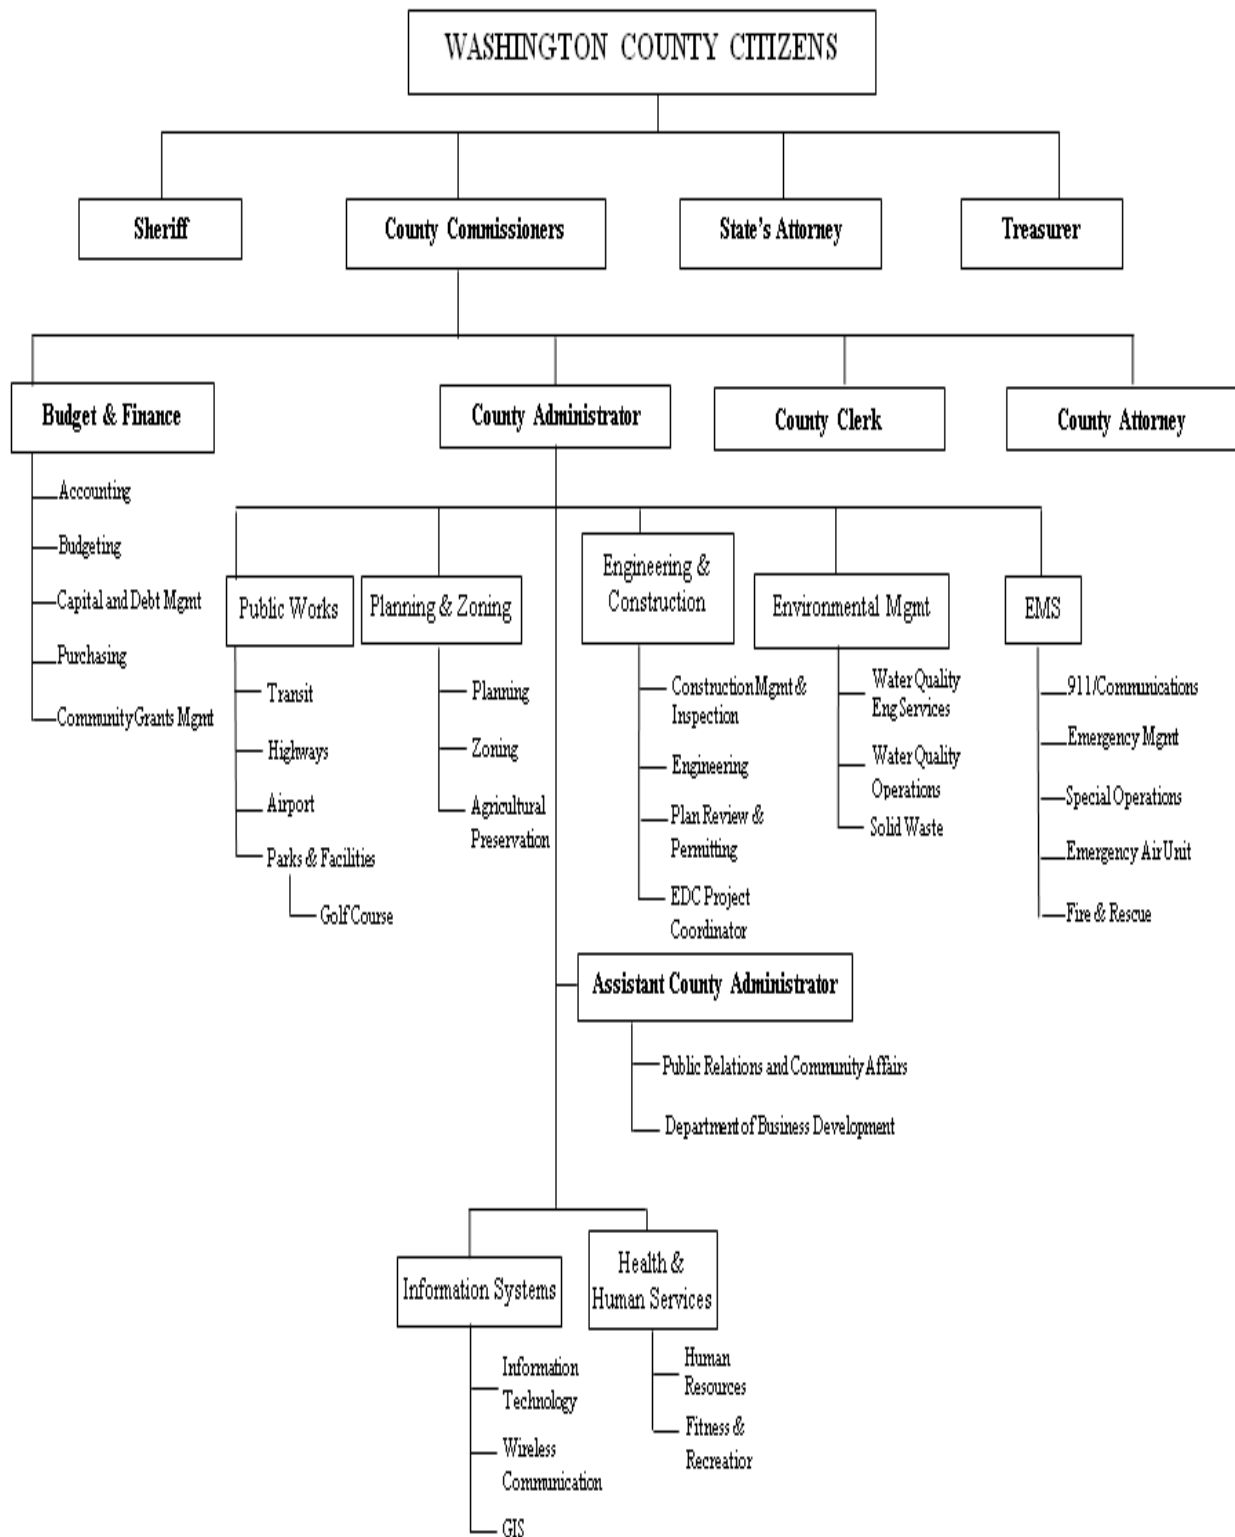 WASHINGTON COUNTY CITIZENS
Sheriff
County Commissioners
State's Attorney
Treasurer
Budget & Finance
County Administrator
County Clerk
County Attorney
Accounting
Budgeting
Capital and Debt Mgmt
Purchasing
Community Grants Mgmt
Public Works
Transit
Highways
Airport
Parks & Facilities
Golf Course
Planning & Zoning
Planning
Zoning
Agricultural
Preservation
Engineering &
Construction
Construction Mgmt &
Inspection
Engineering
Plan Review &
Permitting
EDC Project
Coordinator
Environmental Mgmt
Water Quality
Eng Services
Water Quality
Operations
Solid Waste
EMS
911/Communications
Emergency Mgmt
Special Operations
Emergency Air Unit
Fire & Rescue
Assistant County Administrator
Public Relations and Community Affairs
Department of Business Development
Information Systems
Information
Technology
Wireless
Communication
GIS
Health &
Human Services
Human
Resources
Fitness &
Recreatior